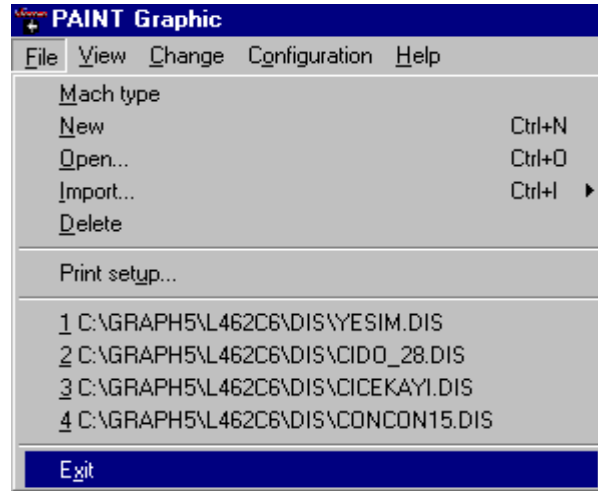 PAINT Graphic
File View Change Configuration Help
Mach type
New Ctrl+N
Open... Ctrl+O
Import... Ctrl+I
Delete
Print setup...
1 C:\GRAPH5\L462C6\DIS\YESIM.DIS
2 C:\GRAPH5\L462C6\DIS\CIDO_28.DIS
3 C:\GRAPH5\L462C6\DIS\CICEKAYI.DIS
4 C:\GRAPH5\L462C6\DIS\CONCON15.DIS
Exit